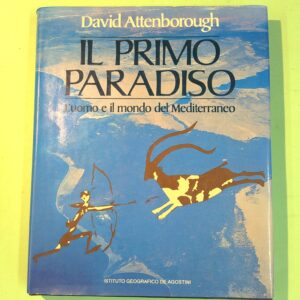 David Attenborough
IL PRIMO
PARADISO
L'uomo e il mondo del Mediterraneo
ISTITUTO GEOGRAFICO DE AGOSTINI